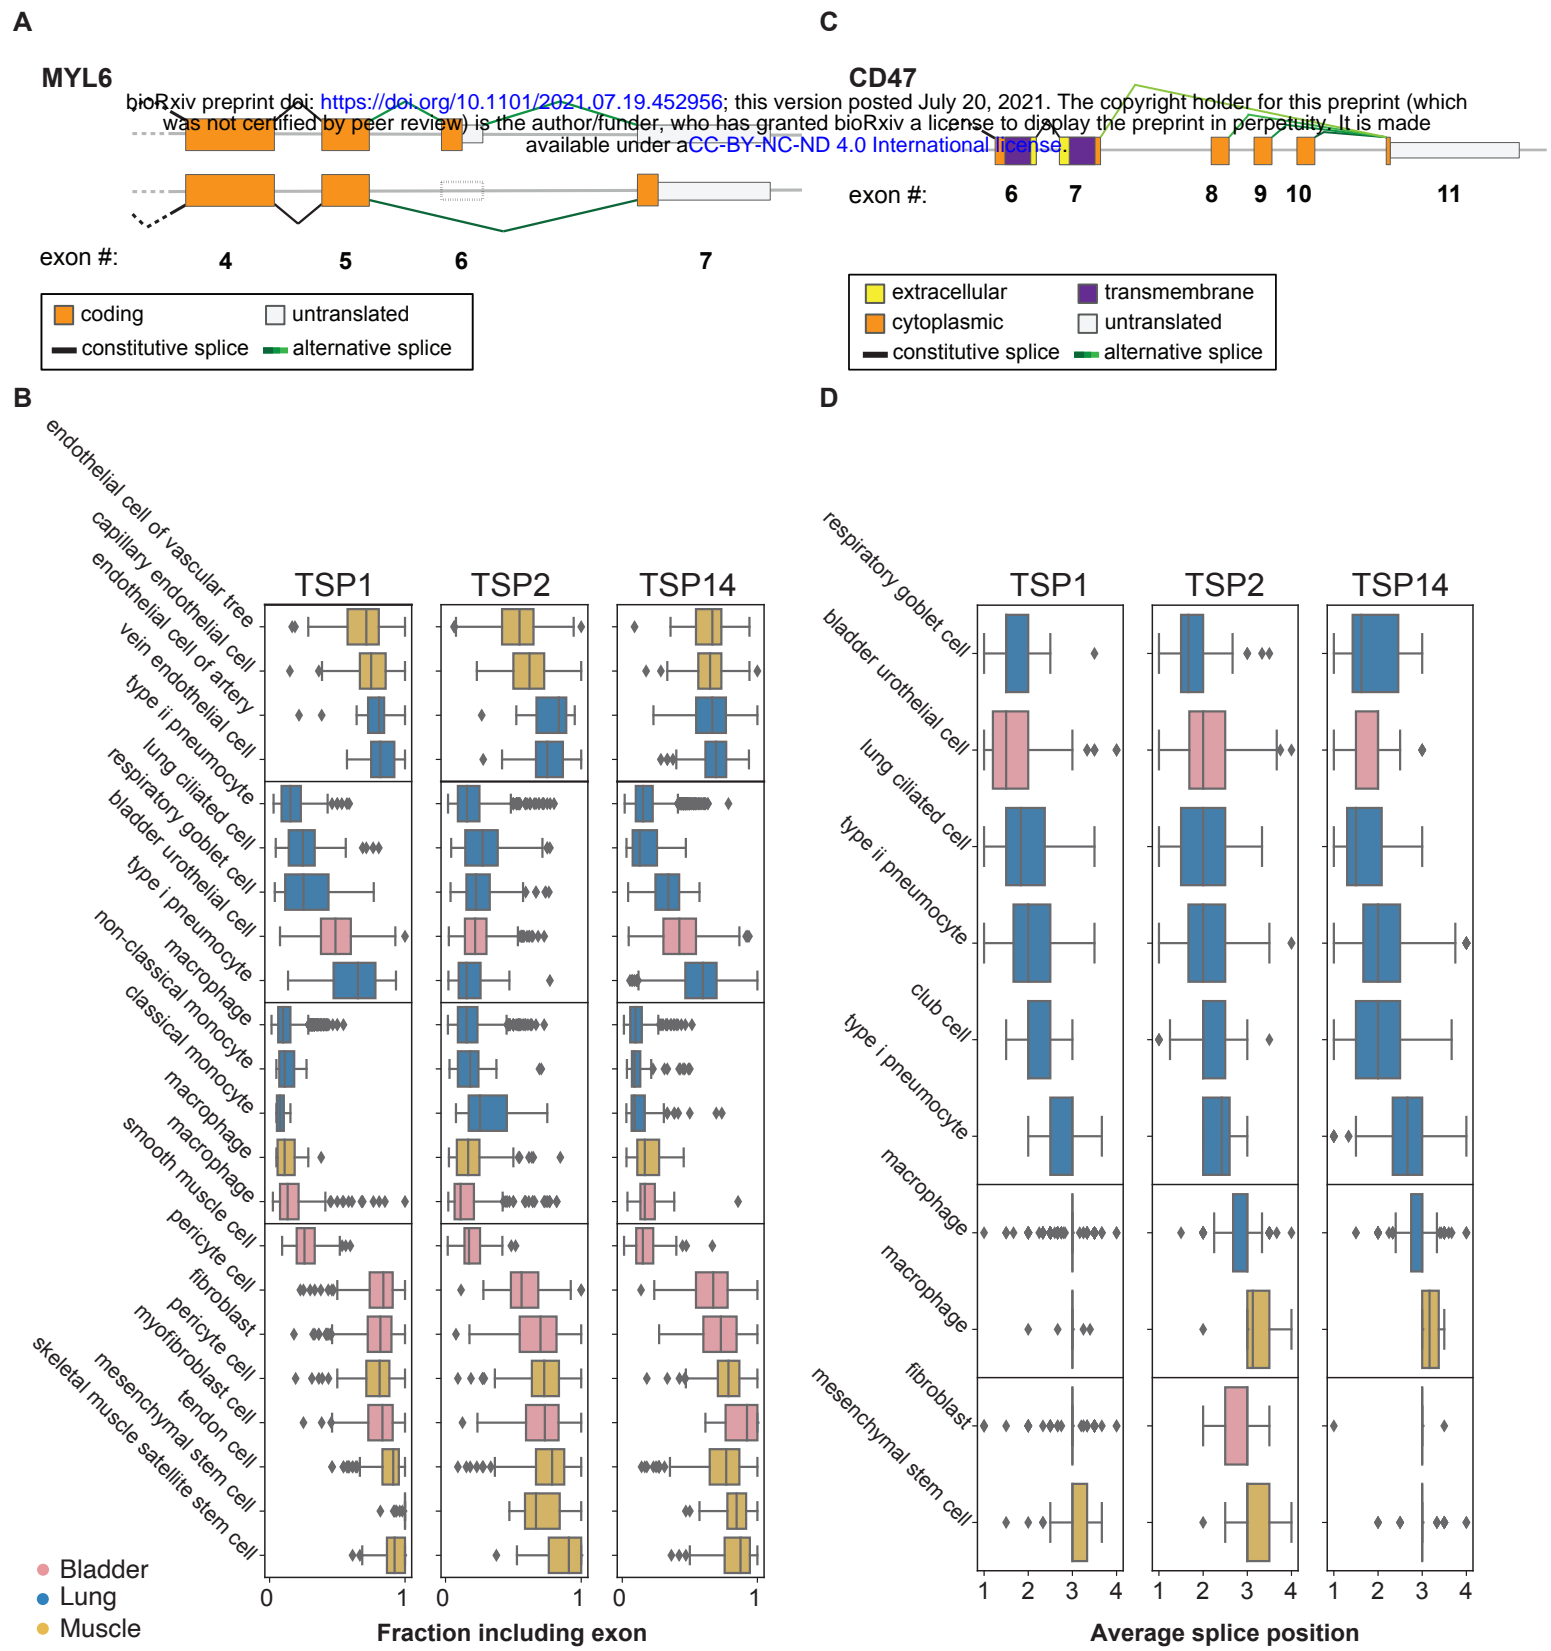 A
C
MYL6
CD47
bioRxiv preprint doi: https://doi.org/10.1101/2021.07.19.452956; this version posted July 20, 2021. The copyright holder for this preprint (which
was not certified by peer review) is the author/funder, who has granted bioRxiv a license to display the preprint in perpetuity. It is made
available under aCC-BY-NC-ND 4.0 International license.
exon #: 4 5 6 7
exon #: 6 7 8 9 10 11
coding untranslated
constitutive splice alternative splice
extracellular transmembrane
cytoplasmic untranslated
constitutive splice alternative splice
B
D
TSP1 TSP2 TSP14
endothelial cell of vascular tree
capillary endothelial cell
endothelial cell of artery
vein endothelial cell
type ii pneumocyte
lung ciliated cell
respiratory goblet cell
bladder urothelial cell
type i pneumocyte
macrophage
non-classical monocyte
classical monocyte
macrophage
macrophage
smooth muscle cell
pericyte cell
fibroblast
pericyte cell
myofibroblast cell
tendon cell
mesenchymal stem cell
skeletal muscle satellite stem cell
0 1 0 1 0 1
Fraction including exon
Bladder
Lung
Muscle
TSP1 TSP2 TSP14
respiratory goblet cell
bladder urothelial cell
lung ciliated cell
type ii pneumocyte
club cell
type i pneumocyte
macrophage
macrophage
fibroblast
mesenchymal stem cell
1 2 3 4 1 2 3 4 1 2 3 4
Average splice position